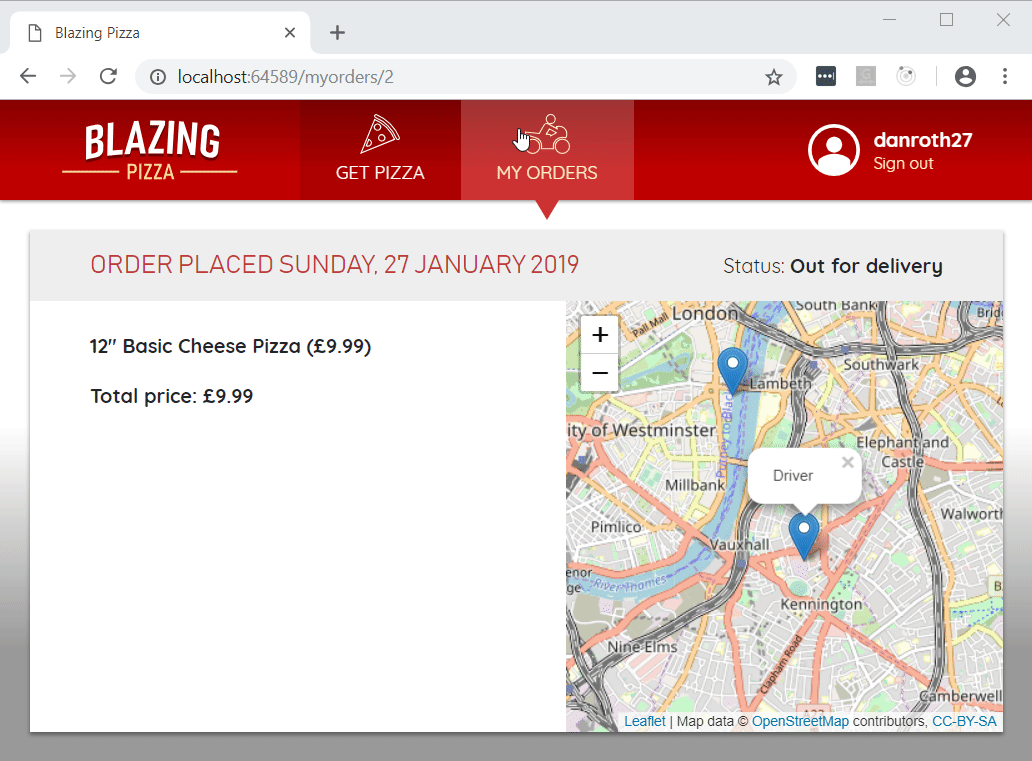 Blazing Pizza
localhost:64589/myorders/2
BLAZING
PIZZA
GET PIZZA
MY ORDERS
danroth27
Sign out
ORDER PLACED SUNDAY, 27 JANUARY 2019
Status: Out for delivery
12" Basic Cheese Pizza (£9.99)
Total price: £9.99
+
−
South Bank
London
Pall Mall
Southwark
Lambeth
ity of Westminster
Elephant and
Castle
Driver
×
Millbank
Walworth
Pimlico
Vauxhall
River Thames
Kennington
Nine Elms
Clapham Road
Camberwell
Leaflet | Map data © OpenStreetMap contributors, CC-BY-SA